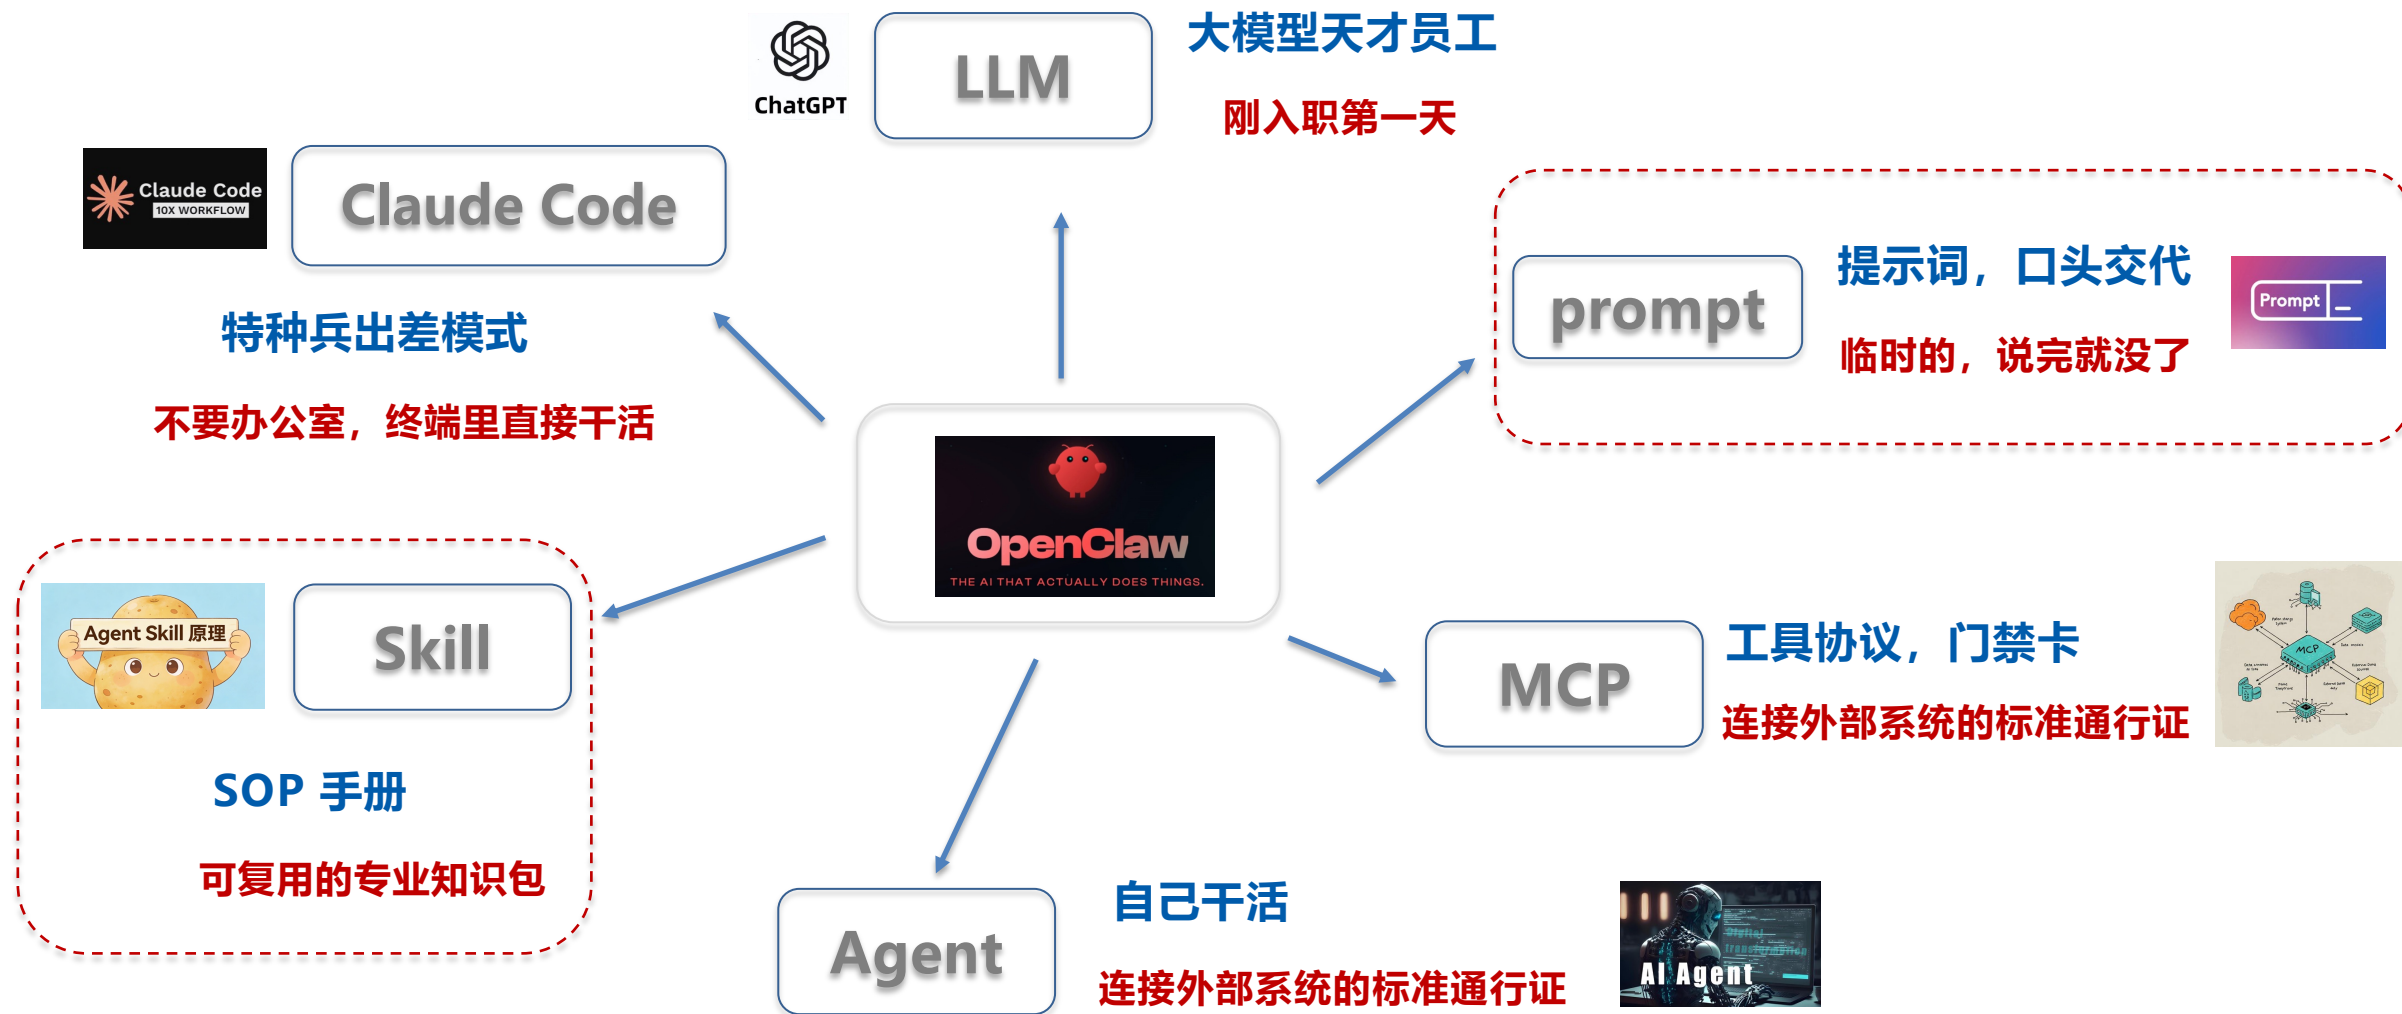 ChatGPT
LLM
大模型天才员工
刚入职第一天
Claude Code
10X WORKFLOW
Claude Code
特种兵出差模式
不要办公室，终端里直接干活
prompt
提示词，口头交代
临时的，说完就没了
Prompt
OpenClaw
THE AI THAT ACTUALLY DOES THINGS.
Agent Skill 原理
Skill
SOP 手册
可复用的专业知识包
MCP
工具协议，门禁卡
连接外部系统的标准通行证
MCP
Agent
自己干活
连接外部系统的标准通行证
Digital
transformation
AI Agent